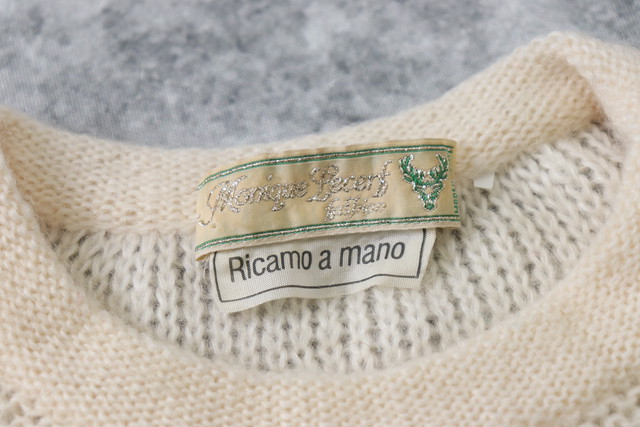 Monique Lecerf
Ricamo a mano